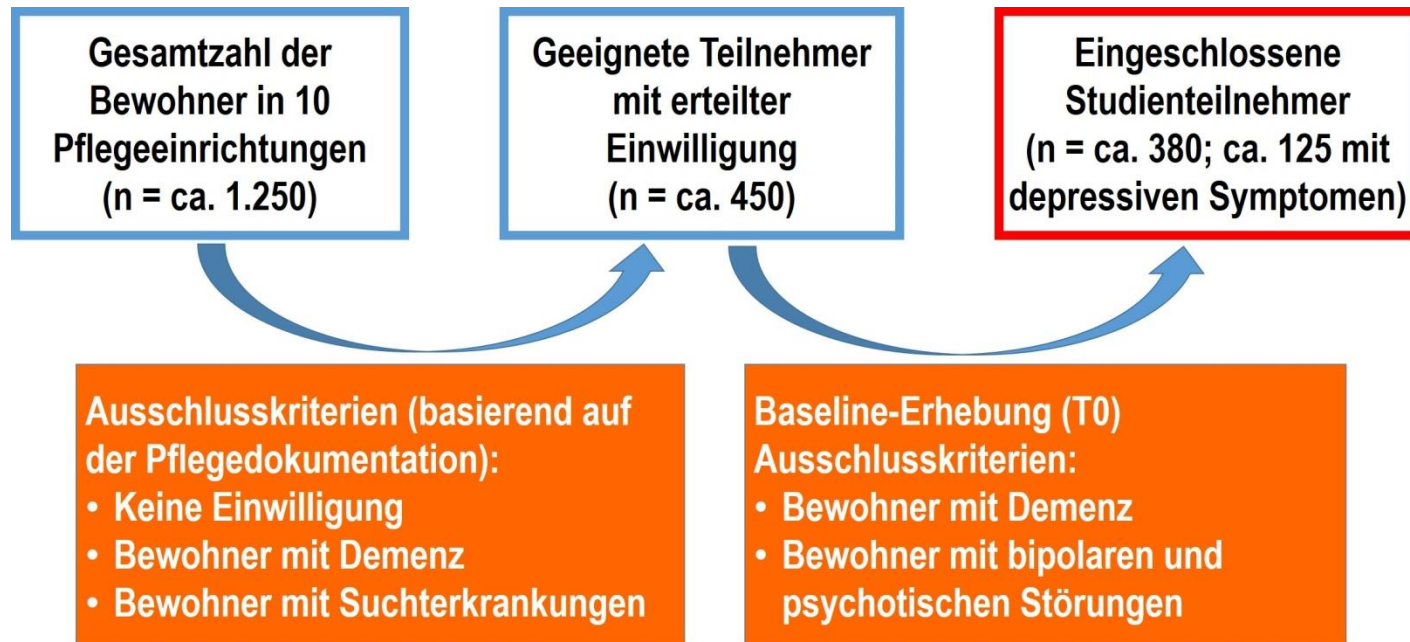 Gesamtzahl der
Bewohner in 10
Pflegeeinrichtungen
(n = ca. 1.250)
Geeignete Teilnehmer
mit erteilter
Einwilligung
(n = ca. 450)
Eingeschlossene
Studienteilnehmer
(n = ca. 380; ca. 125 mit
depressiven Symptomen)
Ausschlusskriterien (basierend auf
der Pflegedokumentation):
• Keine Einwilligung
• Bewohner mit Demenz
• Bewohner mit Suchterkrankungen
Baseline-Erhebung (T0)
Ausschlusskriterien:
• Bewohner mit Demenz
• Bewohner mit bipolaren und
psychotischen Störungen